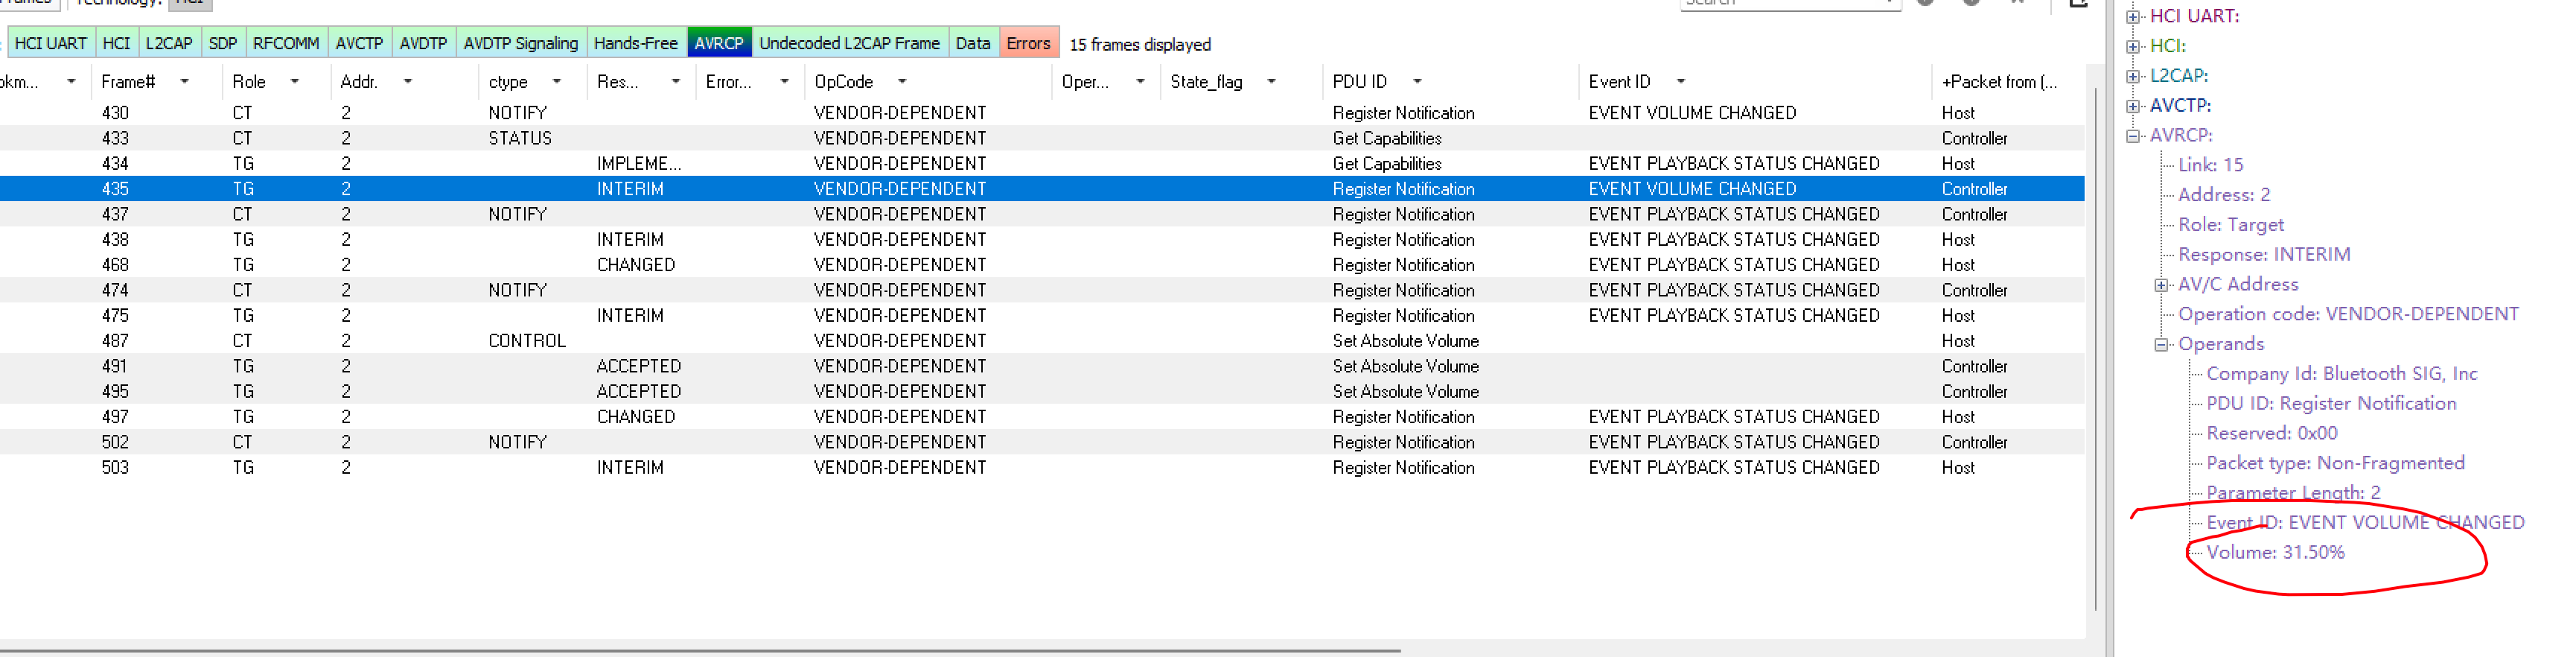 Frames Technology: HCI Search
HCI UART HCI L2CAP SDP RFCOMM AVCTP AVDTP AVDTP Signaling Hands-Free AVRCP Undecoded L2CAP Frame Data Errors 15 frames displayed
okm... Frame# Role Addr. ctype Res... Error... OpCode Oper... State_flag PDU ID Event ID +Packet from (...
430 CT 2 NOTIFY VENDOR-DEPENDENT Register Notification EVENT VOLUME CHANGED Host
433 CT 2 STATUS VENDOR-DEPENDENT Get Capabilities Controller
434 TG 2 IMPLEME... VENDOR-DEPENDENT Get Capabilities EVENT PLAYBACK STATUS CHANGED Host
435 TG 2 INTERIM VENDOR-DEPENDENT Register Notification EVENT VOLUME CHANGED Controller
437 CT 2 NOTIFY VENDOR-DEPENDENT Register Notification EVENT PLAYBACK STATUS CHANGED Controller
438 TG 2 INTERIM VENDOR-DEPENDENT Register Notification EVENT PLAYBACK STATUS CHANGED Host
468 TG 2 CHANGED VENDOR-DEPENDENT Register Notification EVENT PLAYBACK STATUS CHANGED Host
474 CT 2 NOTIFY VENDOR-DEPENDENT Register Notification EVENT PLAYBACK STATUS CHANGED Controller
475 TG 2 INTERIM VENDOR-DEPENDENT Register Notification EVENT PLAYBACK STATUS CHANGED Host
487 CT 2 CONTROL VENDOR-DEPENDENT Set Absolute Volume Host
491 TG 2 ACCEPTED VENDOR-DEPENDENT Set Absolute Volume Controller
495 TG 2 ACCEPTED VENDOR-DEPENDENT Set Absolute Volume Controller
497 TG 2 CHANGED VENDOR-DEPENDENT Register Notification EVENT PLAYBACK STATUS CHANGED Host
502 CT 2 NOTIFY VENDOR-DEPENDENT Register Notification EVENT PLAYBACK STATUS CHANGED Controller
503 TG 2 INTERIM VENDOR-DEPENDENT Register Notification EVENT PLAYBACK STATUS CHANGED Host
HCI UART:
HCI:
L2CAP:
AVCTP:
AVRCP:
Link: 15
Address: 2
Role: Target
Response: INTERIM
AV/C Address
Operation code: VENDOR-DEPENDENT
Operands
Company Id: Bluetooth SIG, Inc
PDU ID: Register Notification
Reserved: 0x00
Packet type: Non-Fragmented
Parameter Length: 2
Event ID: EVENT VOLUME CHANGED
Volume: 31.50%